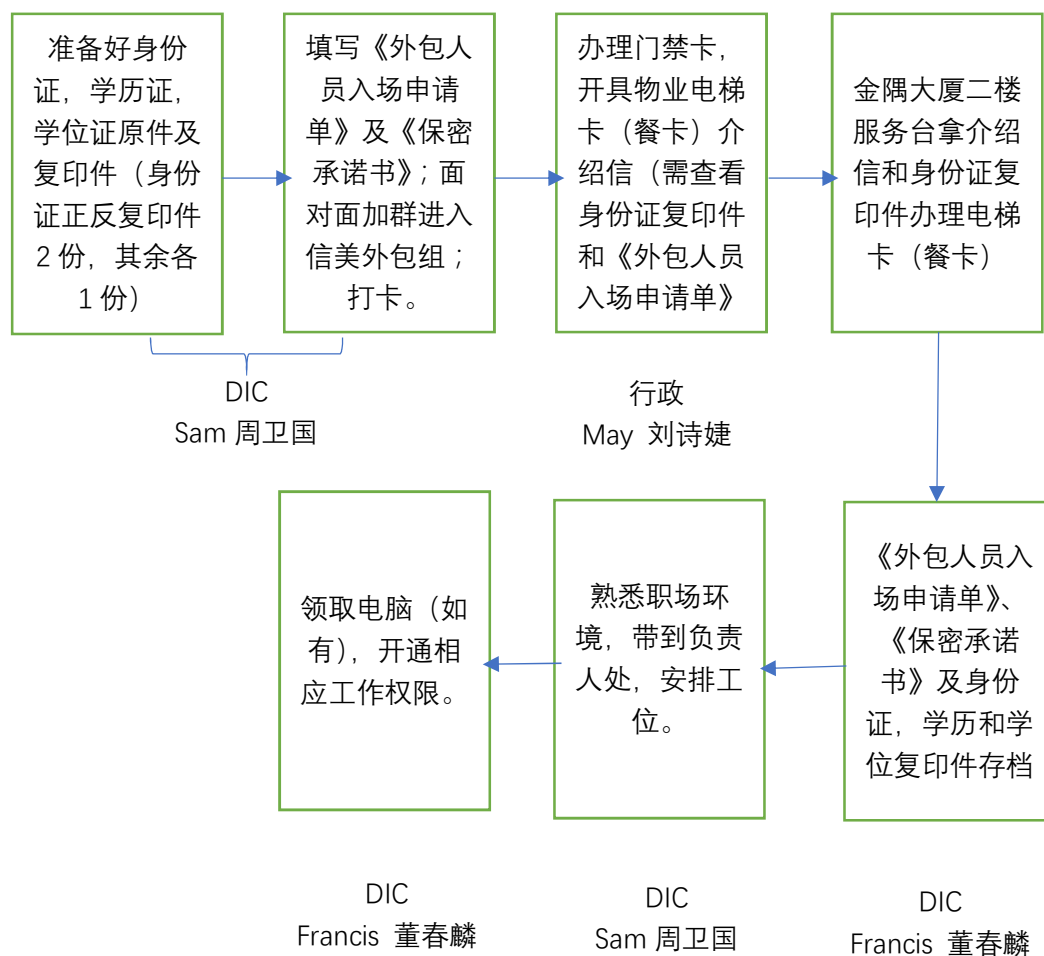 准备好身份
证，学历证，
学位证原件及
复印件（身份
证正反复印件
2 份，其余各
1 份）
填写《外包人
员入场申请
单》及《保密
承诺书》；面
对面加群进入
信美外包组；
打卡。
办理门禁卡，
开具物业电梯
卡（餐卡）介
绍信（需查看
身份证复印件
和《外包人员
入场申请单》
金隅大厦二楼
服务台拿介绍
信和身份证复
印件办理电梯
卡（餐卡）
DIC
Sam 周卫国
行政
May 刘诗婕
《外包人员入
场申请单》、
《保密承诺
书》及身份
证，学历和学
位复印件存档
熟悉职场环
境，带到负责
人处，安排工
位。
领取电脑（如
有），开通相
应工作权限。
DIC
Francis 董春麟
DIC
Sam 周卫国
DIC
Francis 董春麟